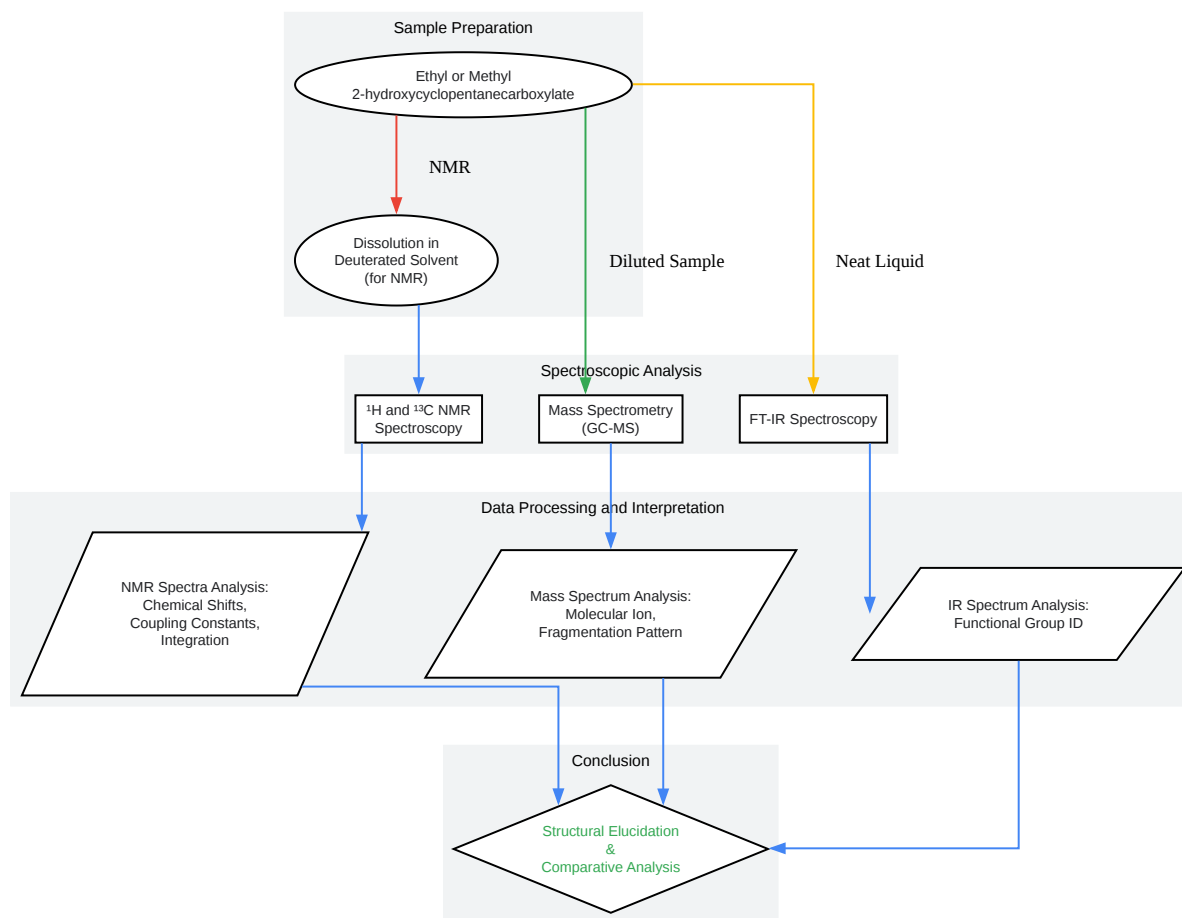 Sample Preparation
Ethyl or Methyl
2-hydroxycyclopentanecarboxylate
NMR
Dissolution in
Deuterated Solvent
(for NMR)
Diluted Sample
Neat Liquid
Spectroscopic Analysis
¹H and ¹³C NMR
Spectroscopy
Mass Spectrometry
(GC-MS)
FT-IR Spectroscopy
Data Processing and Interpretation
NMR Spectra Analysis:
Chemical Shifts,
Coupling Constants,
Integration
Mass Spectrum Analysis:
Molecular Ion,
Fragmentation Pattern
IR Spectrum Analysis:
Functional Group ID
Conclusion
Structural Elucidation
&
Comparative Analysis